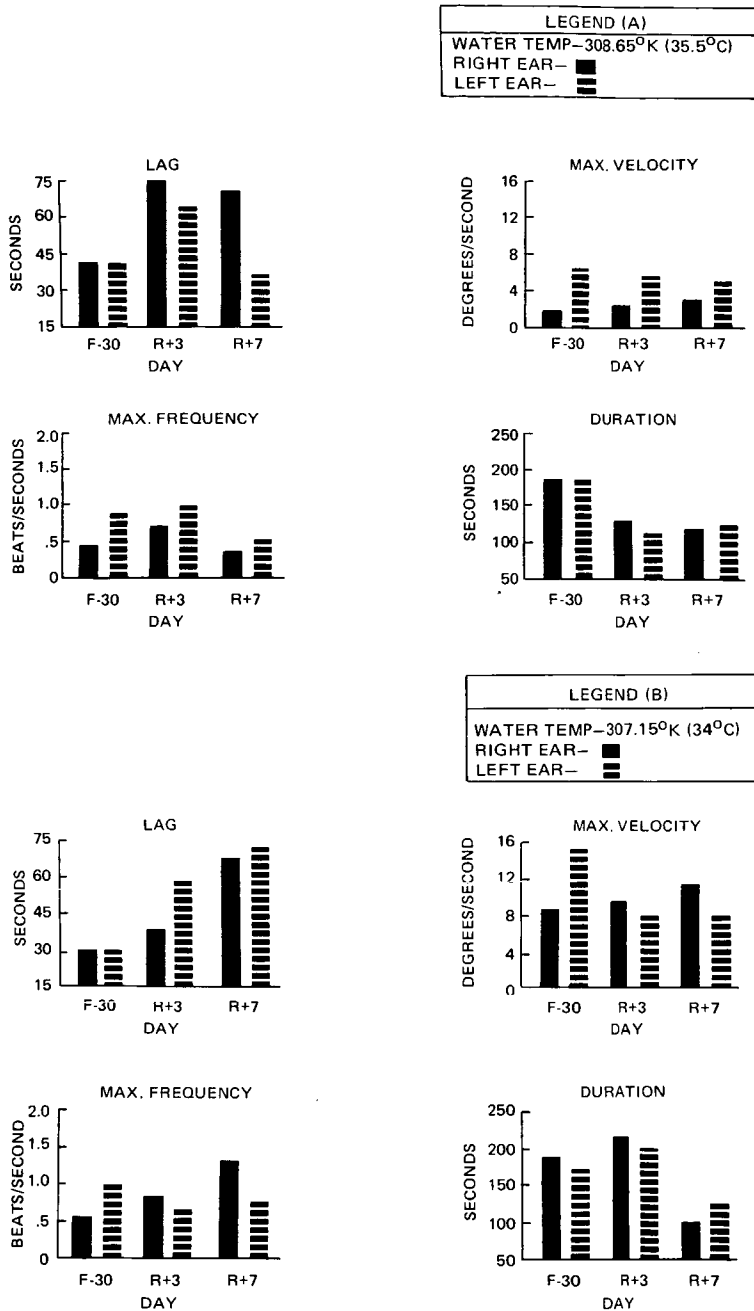 LEGEND (A)
WATER TEMP–308.65°K (35.5°C)
RIGHT EAR–
LEFT EAR–
LAG
SECONDS
75
60
45
30
15
F-30 R+3 R+7
DAY
MAX. VELOCITY
DEGREES/SECOND
16
12
8
4
0
F-30 R+3 R+7
DAY
MAX. FREQUENCY
BEATS/SECONDS
2.0
1.5
1.0
.5
0
F-30 R+3 R+7
DAY
DURATION
SECONDS
250
200
150
100
50
F-30 R+3 R+7
DAY
LEGEND (B)
WATER TEMP–307.15°K (34°C)
RIGHT EAR–
LEFT EAR–
LAG
SECONDS
75
60
45
30
15
F-30 R+3 R+7
DAY
MAX. VELOCITY
DEGREES/SECOND
16
12
8
4
0
F-30 R+3 R+7
DAY
MAX. FREQUENCY
BEATS/SECOND
2.0
1.5
1.0
.5
0
F-30 R+3 R+7
DAY
DURATION
SECONDS
250
200
150
100
50
F-30 R+3 R+7
DAY